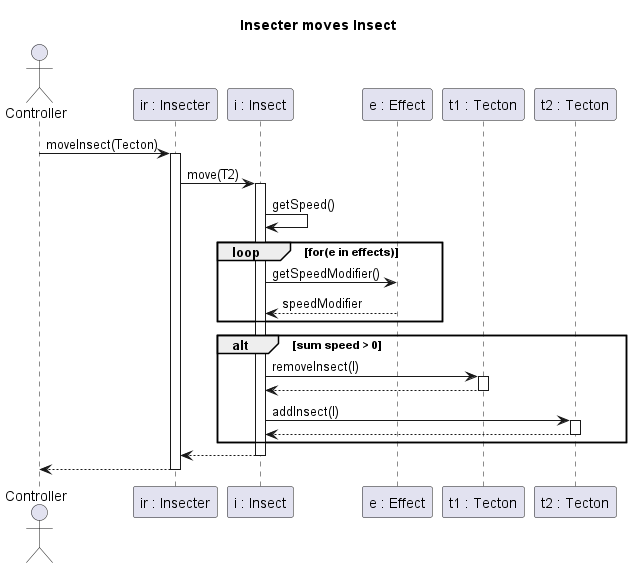 Insecter moves Insect
Controller
ir : Insecter
i : Insect
e : Effect
t1 : Tecton
t2 : Tecton
moveInsect(Tecton)
move(T2)
getSpeed()
loop [for(e in effects)]
getSpeedModifier()
speedModifier
alt [sum speed > 0]
removeInsect(I)
addInsect(I)
Controller
ir : Insecter
i : Insect
e : Effect
t1 : Tecton
t2 : Tecton